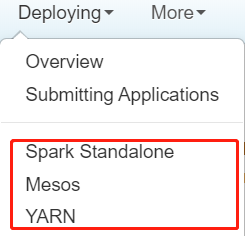 Deploying More
Overview
Submitting Applications
Spark Standalone
Mesos
YARN